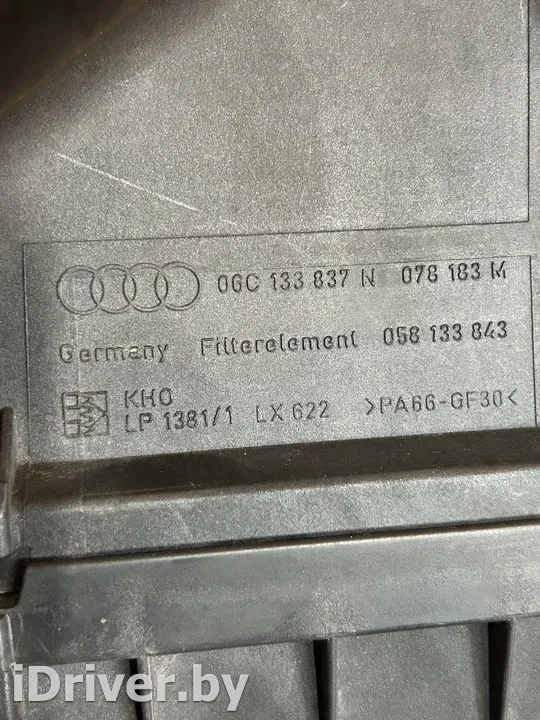 06C 133 837 N 078 183 M
Germany Filterelement 058 133 843
KHO
LP 1381/1 LX 622 >PA66-GF30<
iDriver.by